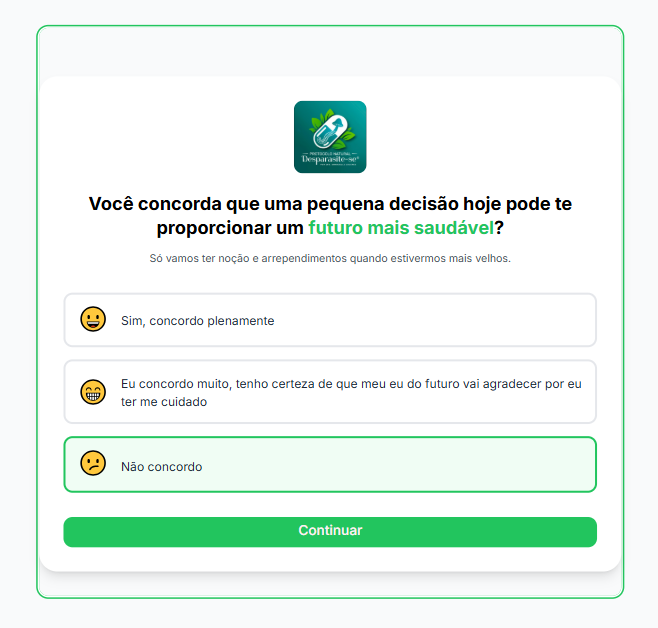 PROTOCOLO NATURAL
Desparasite-se
Você concorda que uma pequena decisão hoje pode te
proporcionar um futuro mais saudável?
Só vamos ter noção e arrependimentos quando estivermos mais velhos.
Sim, concordo plenamente
Eu concordo muito, tenho certeza de que meu eu do futuro vai agradecer por eu
ter me cuidado
Não concordo
Continuar